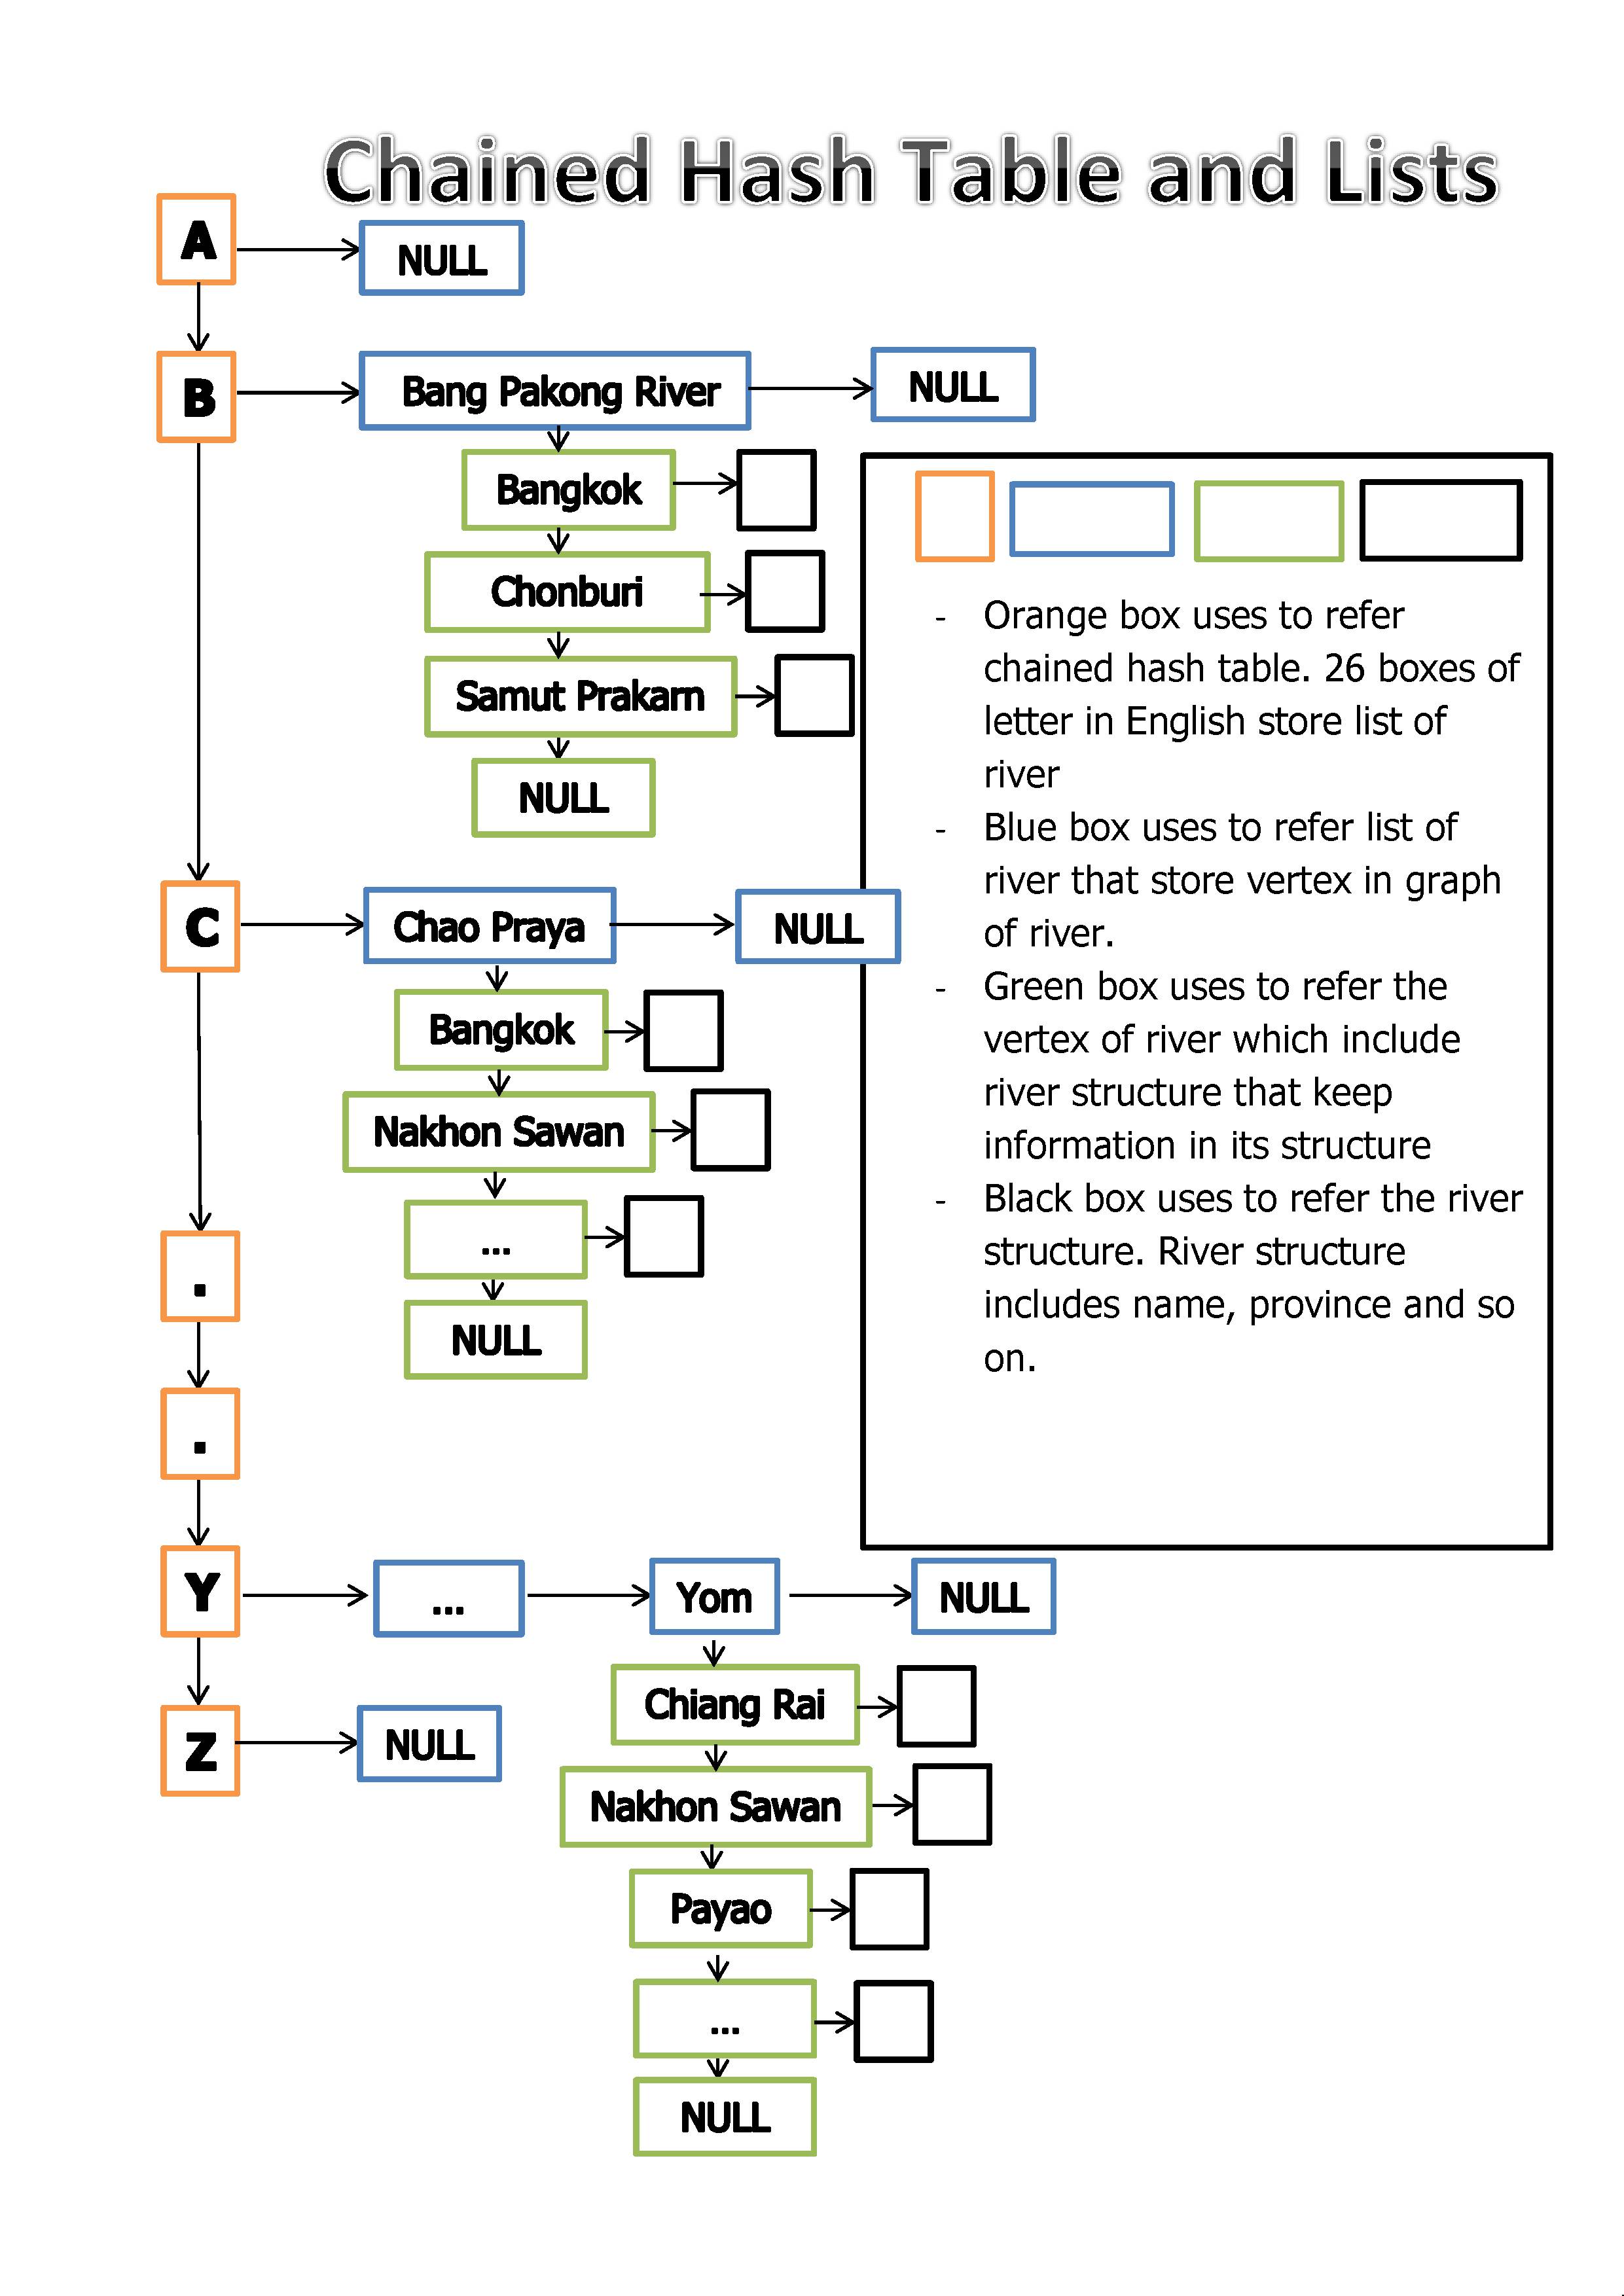 Chained Hash Table and Lists
A
NULL
B
Bang Pakong River
NULL
Bangkok
Chonburi
Samut Prakarn
NULL
C
Chao Praya
NULL
Bangkok
Nakhon Sawan
...
NULL
.
.
Y
...
Yom
NULL
Chiang Rai
Nakhon Sawan
Payao
...
NULL
Z
NULL
- Orange box uses to refer
chained hash table. 26 boxes of
letter in English store list of
river
- Blue box uses to refer list of
river that store vertex in graph
of river.
- Green box uses to refer the
vertex of river which include
river structure that keep
information in its structure
- Black box uses to refer the river
structure. River structure
includes name, province and so
on.